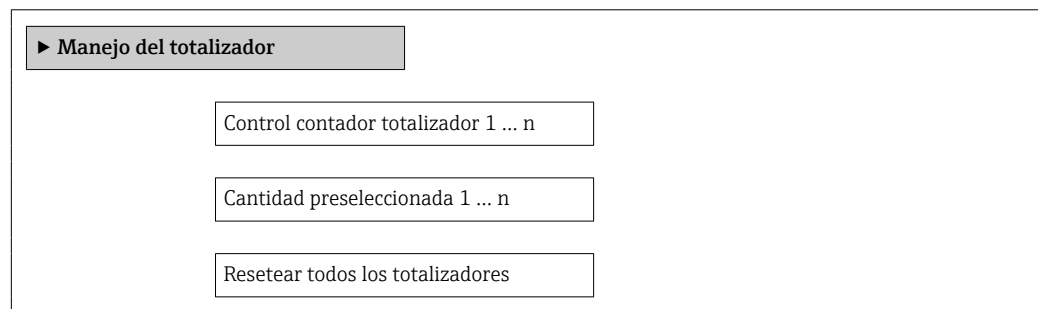 ▶ Manejo del totalizador
Control contador totalizador 1 … n
Cantidad preseleccionada 1 … n
Resetear todos los totalizadores